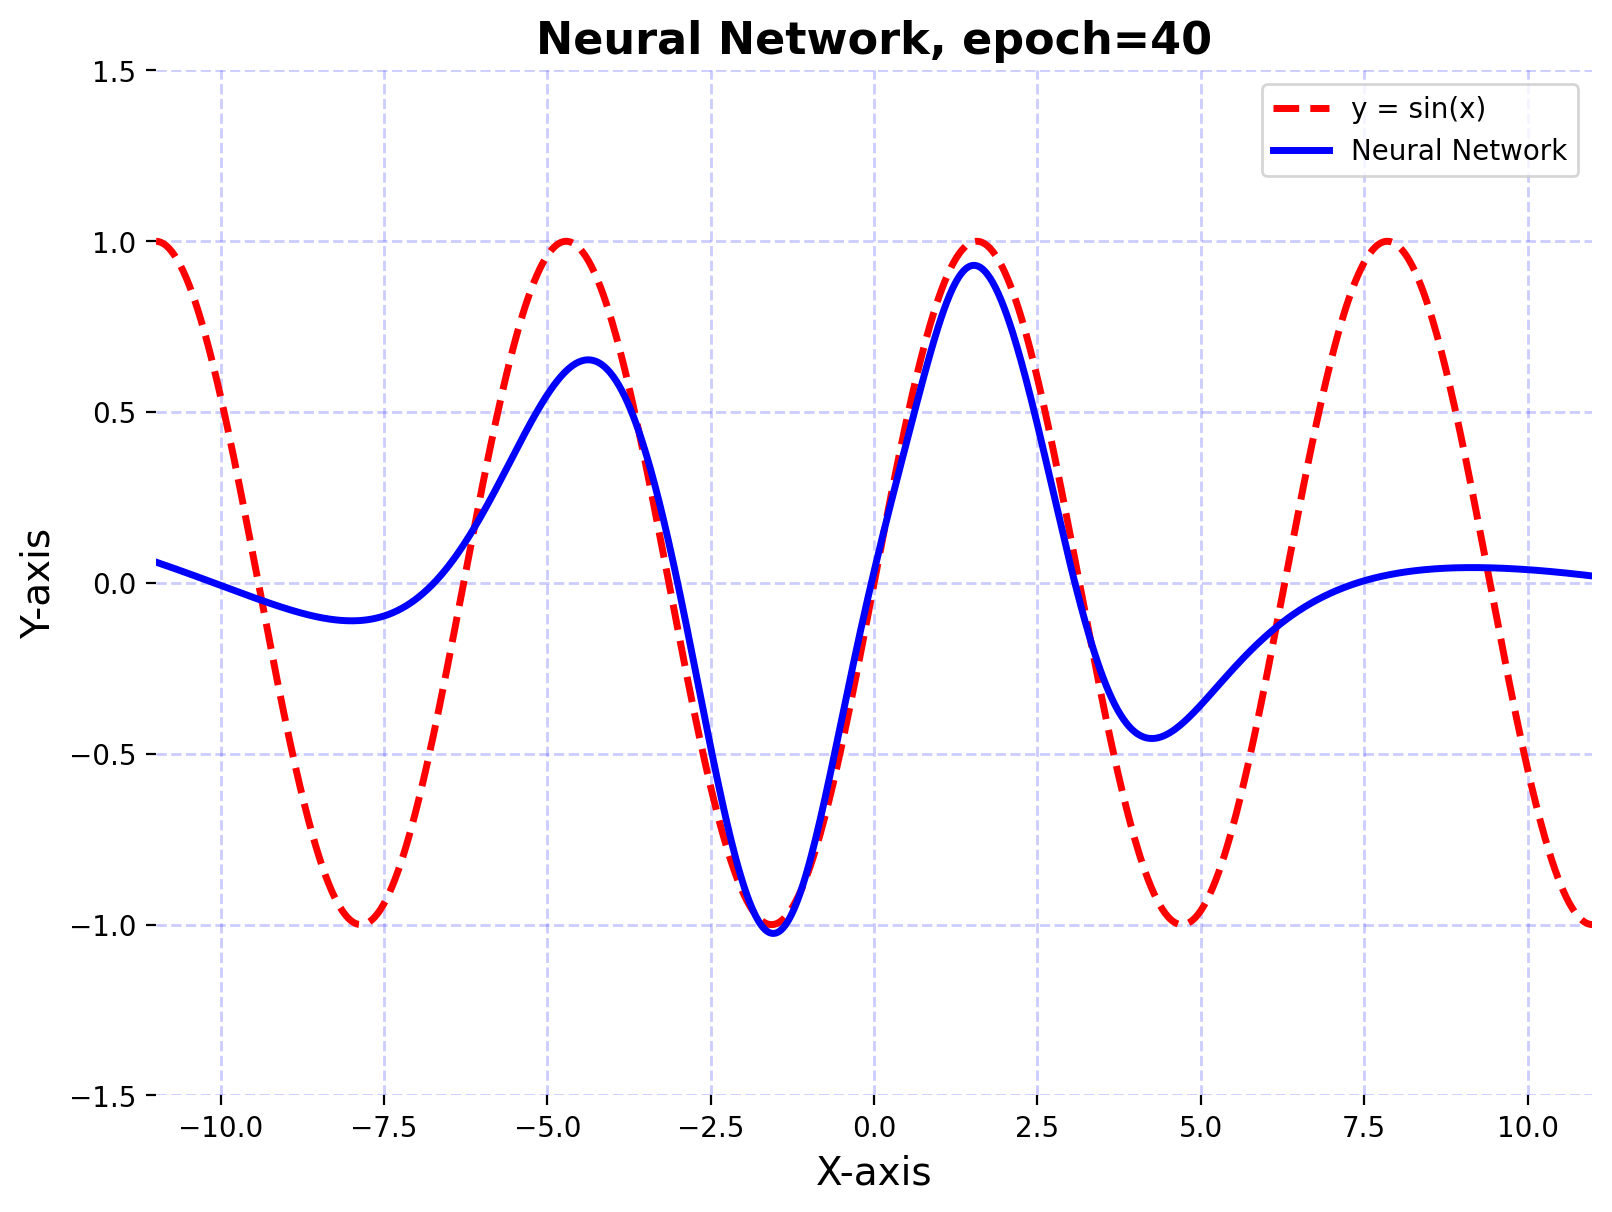 Neural Network, epoch=40
y = sin(x)
Neural Network
1.5
1.0
0.5
0.0
−0.5
−1.0
−1.5
Y-axis
−10.0 −7.5 −5.0 −2.5 0.0 2.5 5.0 7.5 10.0
X-axis